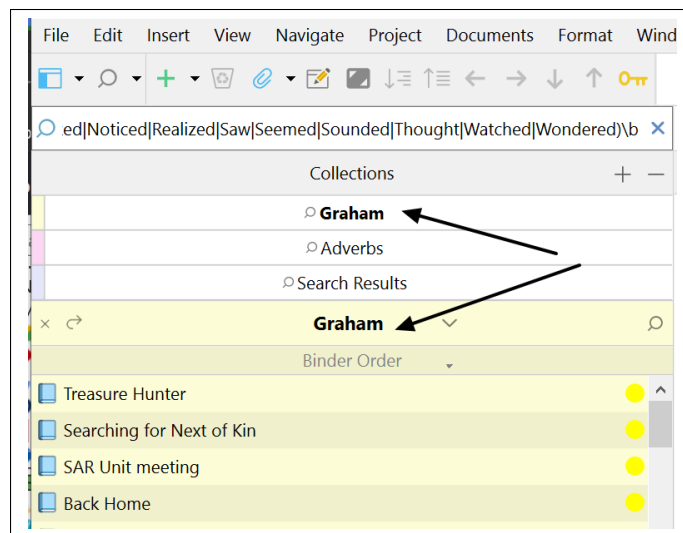 File Edit Insert View Navigate Project Documents Format Wind
ed|Noticed|Realized|Saw|Seemed|Sounded|Thought|Watched|Wondered)\b
Collections
Graham
Adverbs
Search Results
Graham
Binder Order
Treasure Hunter
Searching for Next of Kin
SAR Unit meeting
Back Home